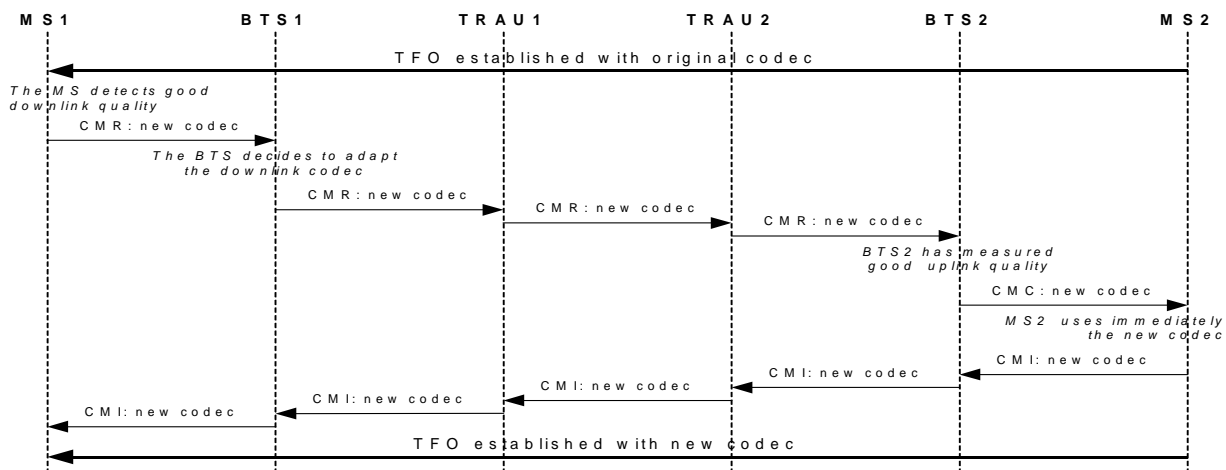 MS1 BTS1 TRAU1 TRAU2 BTS2 MS2
TFO established with original codec
The MS detects good
downlink quality
CMR: new codec
The BTS decides to adapt
the downlink codec
CMR: new codec
CMR: new codec
CMR: new codec
BTS2 has measured
good uplink quality
CMC: new codec
MS2 uses immediately
the new codec
CMI: new codec
CMI: new codec
CMI: new codec
CMI: new codec
CMI: new codec
TFO established with new codec